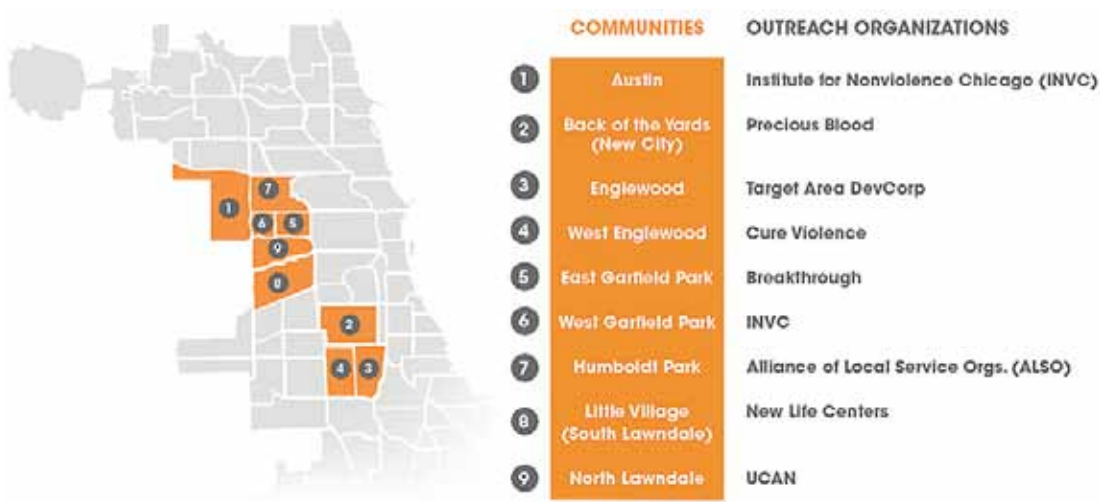 COMMUNITIES OUTREACH ORGANIZATIONS
1 Austin Institute for Nonviolence Chicago (INVC)
2 Back of the Yards Precious Blood
(New City)
3 Englewood Target Area DevCorp
4 West Englewood Cure Violence
5 East Garfield Park Breakthrough
6 West Garfield Park INVC
7 Humboldt Park Alliance of Local Service Orgs. (ALSO)
8 Little Village New Life Centers
(South Lawndale)
9 North Lawndale UCAN
7
1
6 5
9
8
2
4 3